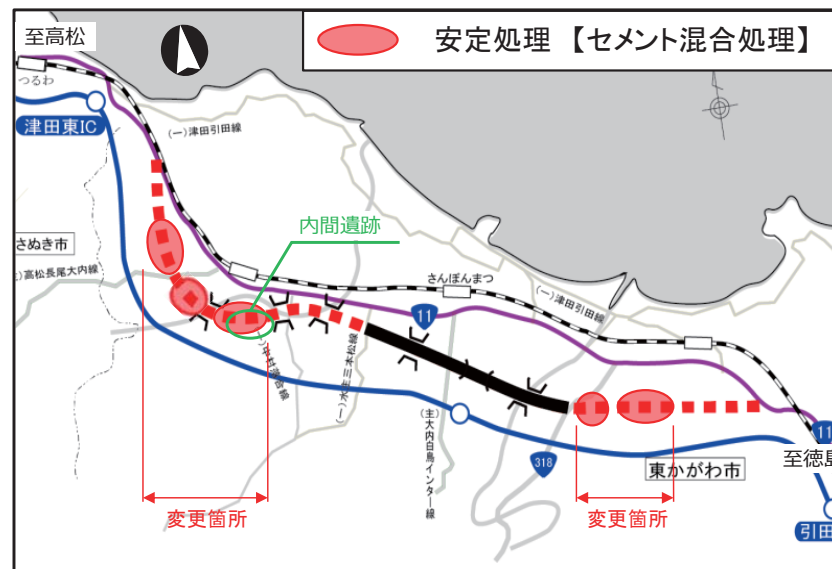 至高松
安定処理 【セメント混合処理】
つるわ
津田東IC
(一)津田引田線
内間遺跡
さぬき市
高松長尾大内線
さんぼんまつ
(一)津田引田線
11
(一)水主三本松線
(主)大内白鳥インター線
318
東かがわ市
11
至徳島
引田
変更箇所
変更箇所